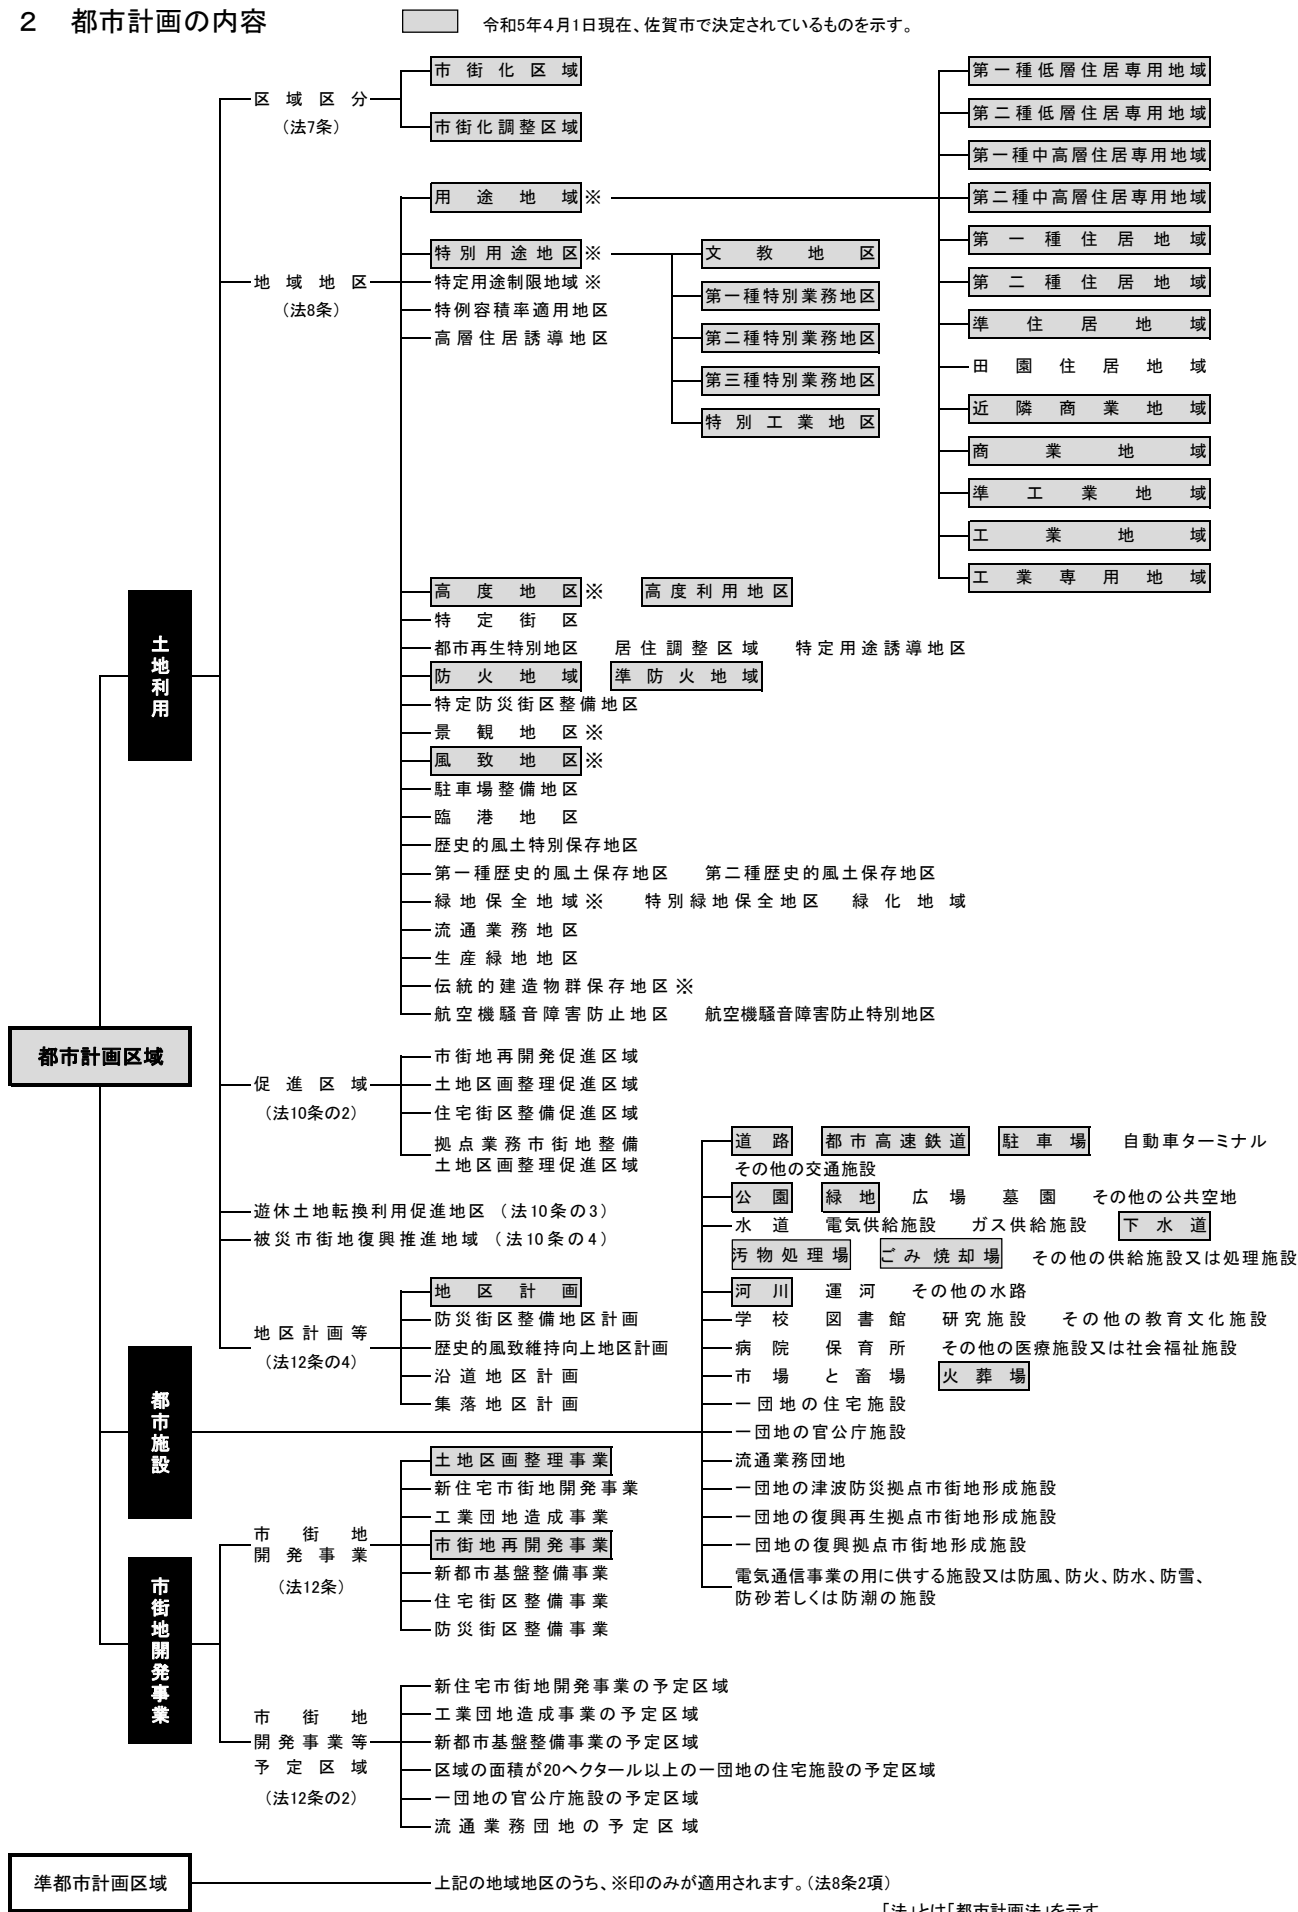 ２　都市計画の内容
令和5年4月1日現在、佐賀市で決定されているものを示す。
都市計画区域
土地利用
区域区分
（法7条）
市街化区域
市街化調整区域
地域地区
（法8条）
用途地域※
第一種低層住居専用地域
第二種低層住居専用地域
第一種中高層住居専用地域
第二種中高層住居専用地域
第一種住居地域
第二種住居地域
準住居地域
田園住居地域
近隣商業地域
商業地域
準工業地域
工業地域
工業専用地域
特別用途地区※
文教地区
第一種特別業務地区
第二種特別業務地区
第三種特別業務地区
特別工業地区
特定用途制限地域※
特例容積率適用地区
高層住居誘導地区
高度地区※　高度利用地区
特定街区
都市再生特別地区　居住調整区域　特定用途誘導地区
防火地域　準防火地域
特定防災街区整備地区
景観地区※
風致地区※
駐車場整備地区
臨港地区
歴史的風土特別保存地区
第一種歴史的風土保存地区　第二種歴史的風土保存地区
緑地保全地域※　特別緑地保全地区　緑化地域
流通業務地区
生産緑地地区
伝統的建造物群保存地区※
航空機騒音障害防止地区　航空機騒音障害防止特別地区
促進区域
（法10条の2）
市街地再開発促進区域
土地区画整理促進区域
住宅街区整備促進区域
拠点業務市街地整備
土地区画整理促進区域
遊休土地転換利用促進地区（法10条の3）
被災市街地復興推進地域（法10条の4）
地区計画等
（法12条の4）
地区計画
防災街区整備地区計画
歴史的風致維持向上地区計画
沿道地区計画
集落地区計画
都市施設
道路　都市高速鉄道　駐車場　自動車ターミナル
その他の交通施設
公園　緑地　広場　墓園　その他の公共空地
水道　電気供給施設　ガス供給施設　下水道
汚物処理場　ごみ焼却場　その他の供給施設又は処理施設
河川　運河　その他の水路
学校　図書館　研究施設　その他の教育文化施設
病院　保育所　その他の医療施設又は社会福祉施設
市場　と畜場　火葬場
一団地の住宅施設
一団地の官公庁施設
流通業務団地
一団地の津波防災拠点市街地形成施設
一団地の復興再生拠点市街地形成施設
一団地の復興拠点市街地形成施設
電気通信事業の用に供する施設又は防風、防火、防水、防雪、
防砂若しくは防潮の施設
市街地開発事業
市街地
開発事業
（法12条）
土地区画整理事業
新住宅市街地開発事業
工業団地造成事業
市街地再開発事業
新都市基盤整備事業
住宅街区整備事業
防災街区整備事業
市街地
開発事業等
予定区域
（法12条の2）
新住宅市街地開発事業の予定区域
工業団地造成事業の予定区域
新都市基盤整備事業の予定区域
区域の面積が20ヘクタール以上の一団地の住宅施設の予定区域
一団地の官公庁施設の予定区域
流通業務団地の予定区域
準都市計画区域
上記の地域地区のうち、※印のみが適用されます。（法8条2項）
「法」とは「都市計画法」を示す